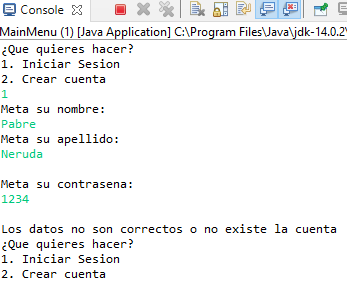 Console
MainMenu (1) [Java Application] C:\Program Files\Java\jdk-14.0.2\
¿Que quieres hacer?
1. Iniciar Sesion
2. Crear cuenta
1
Meta su nombre:
Pabre
Meta su apellido:
Neruda
Meta su contrasena:
1234
Los datos no son correctos o no existe la cuenta
¿Que quieres hacer?
1. Iniciar Sesion
2. Crear cuenta